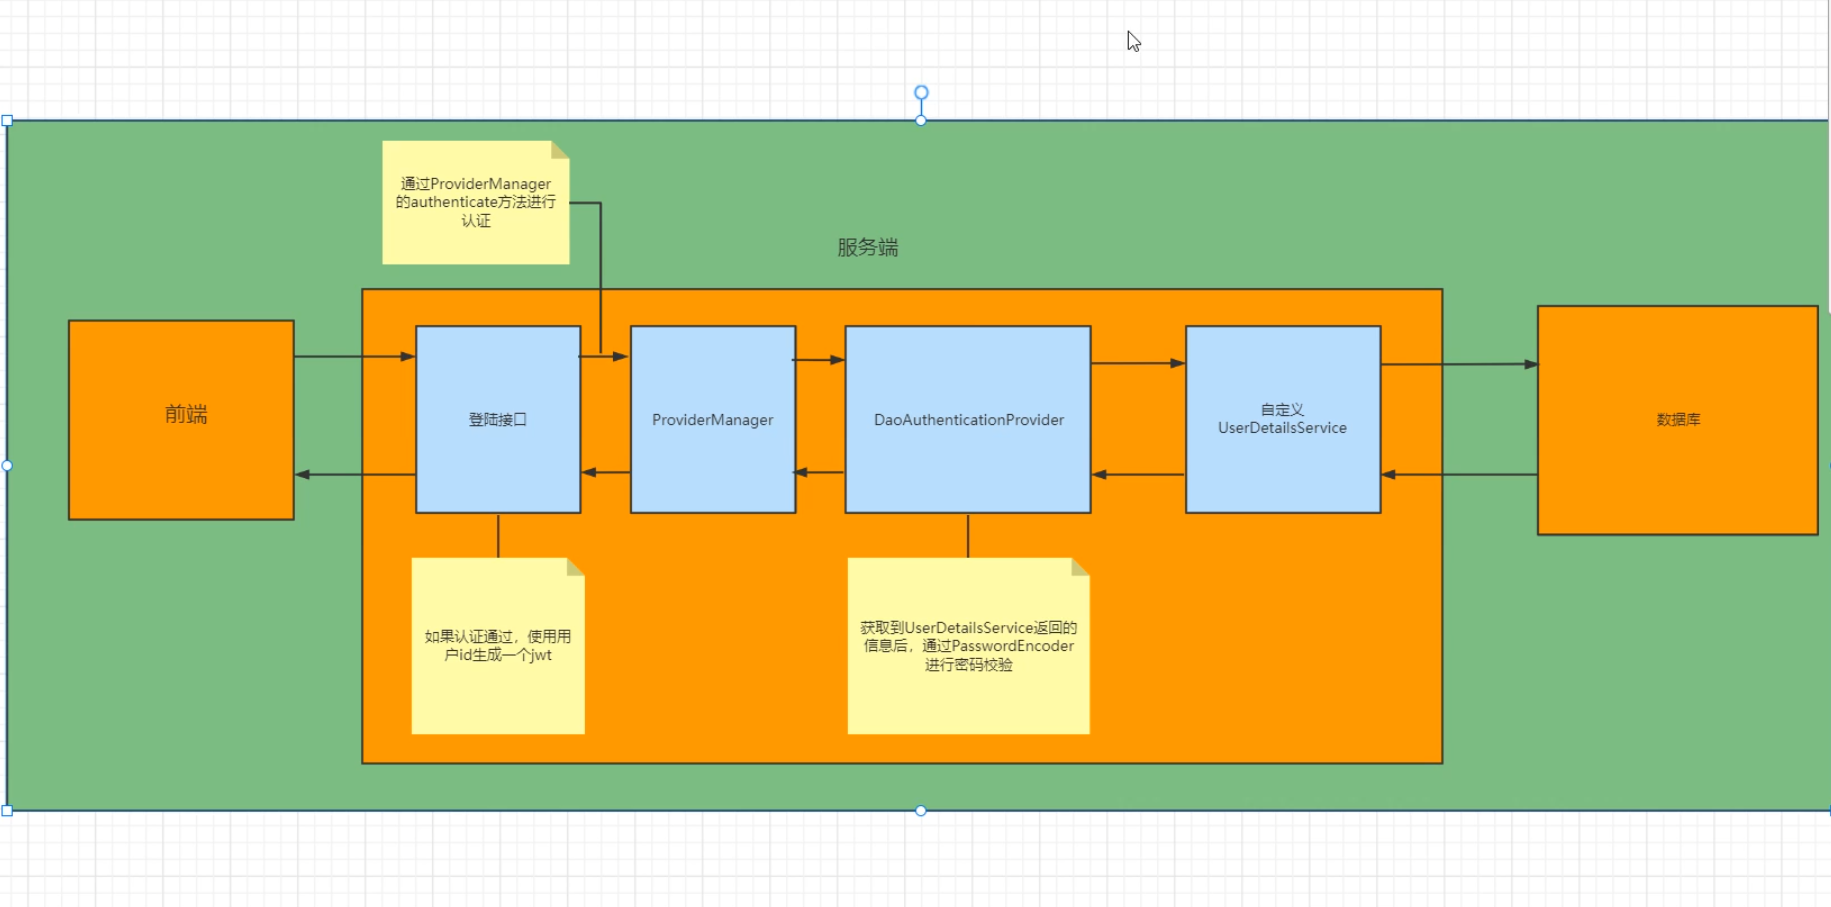 通过ProviderManager
的authenticate方法进行
认证
服务端
前端
登陆接口
ProviderManager
DaoAuthenticationProvider
自定义
UserDetailsService
数据库
如果认证通过，使用用
户id生成一个jwt
获取到UserDetailsService返回的
信息后，通过PasswordEncoder
进行密码校验